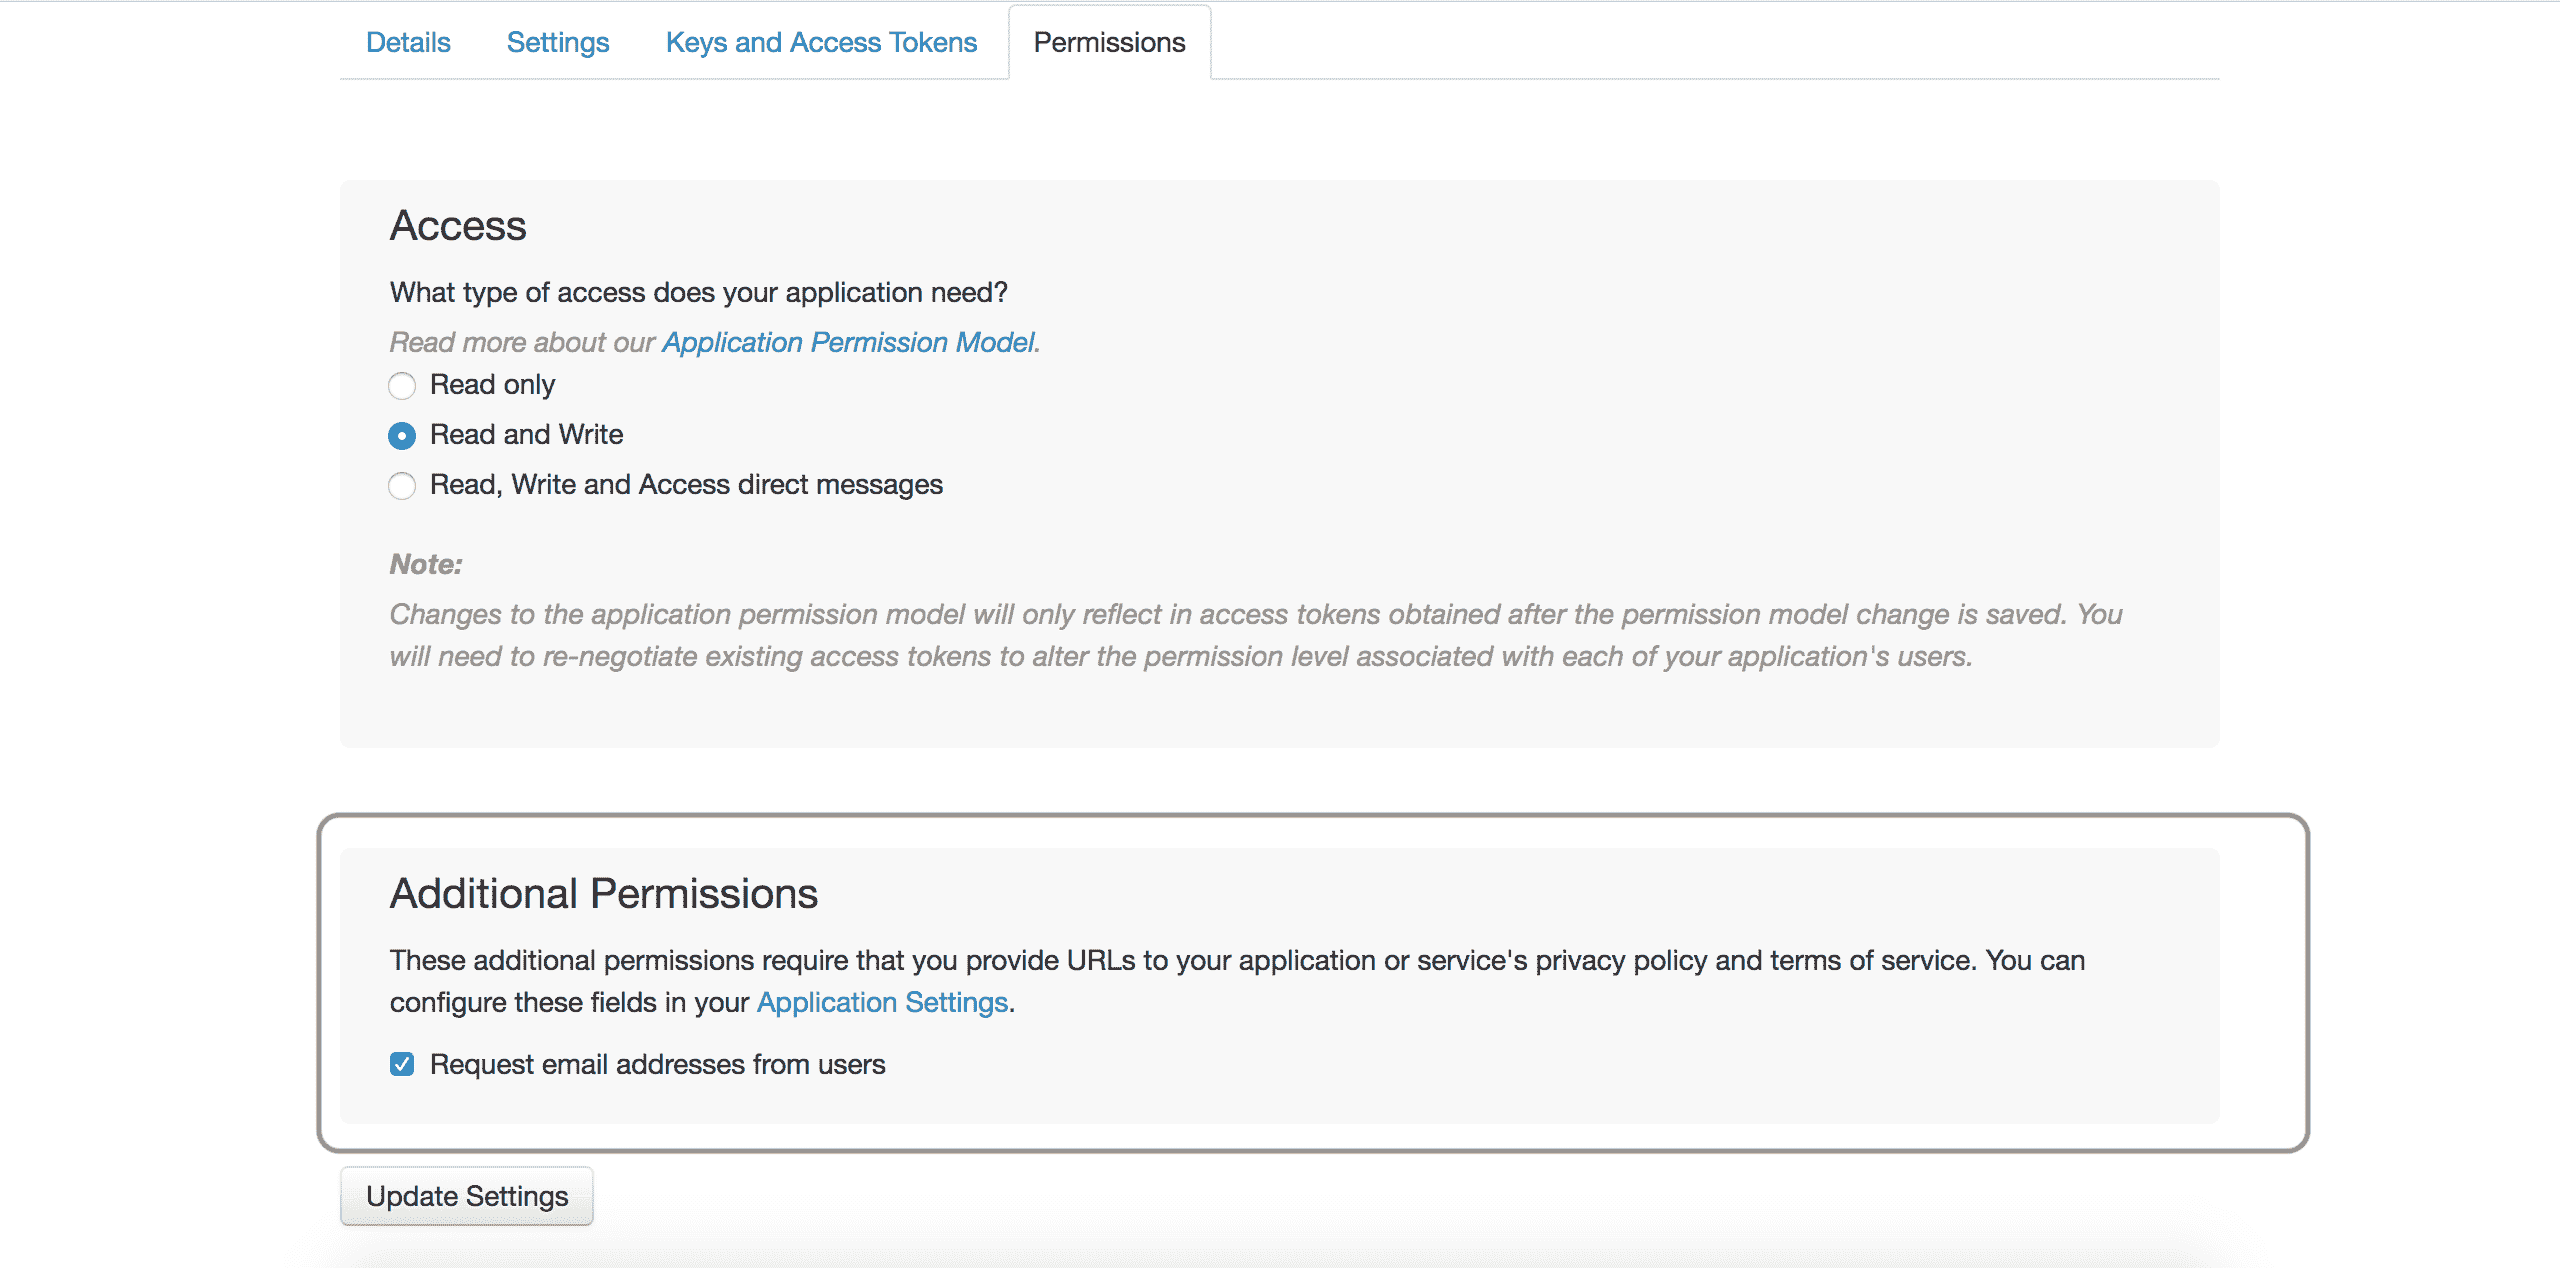 Details Settings Keys and Access Tokens Permissions
Access
What type of access does your application need?
Read more about our Application Permission Model.
Read only
Read and Write
Read, Write and Access direct messages
Note:
Changes to the application permission model will only reflect in access tokens obtained after the permission model change is saved. You
will need to re-negotiate existing access tokens to alter the permission level associated with each of your application's users.
Additional Permissions
These additional permissions require that you provide URLs to your application or service's privacy policy and terms of service. You can
configure these fields in your Application Settings.
Request email addresses from users
Update Settings